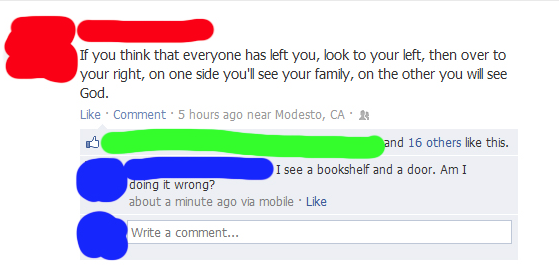 If you think that everyone has left you, look to your left, then over to
your right, on one side you'll see your family, on the other you will see
God.
Like · Comment · 5 hours ago near Modesto, CA ·
and 16 others like this.
I see a bookshelf and a door. Am I
doing it wrong?
about a minute ago via mobile · Like
Write a comment...